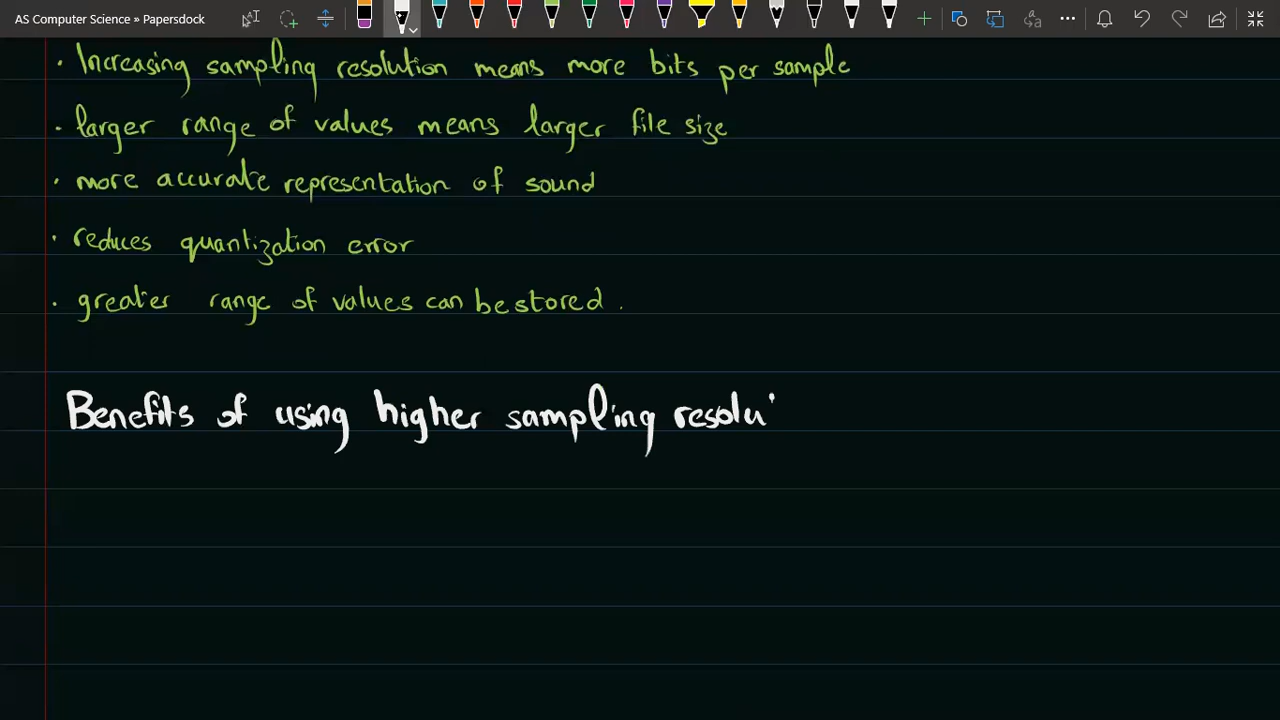 AS Computer Science » Papersdock
· Increasing sampling resolution means more bits per sample
· larger range of values means larger file size
· more accurate representation of sound
· reduces quantization error
· greater range of values can be stored.
Benefits of using higher sampling resolu